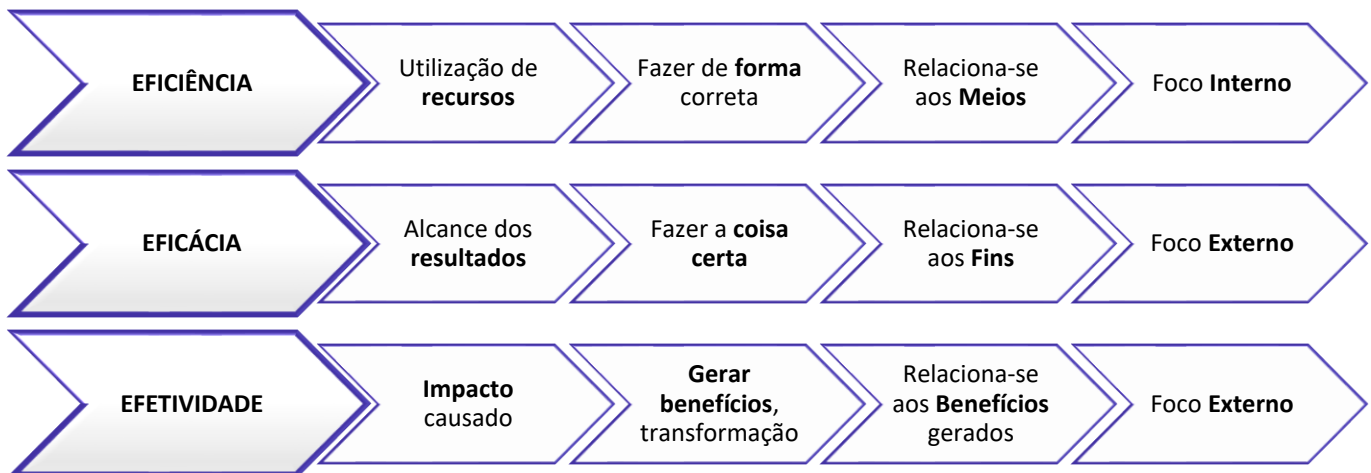 EFICIÊNCIA
Utilização de
recursos
Fazer de forma
correta
Relaciona-se
aos Meios
Foco Interno
EFICÁCIA
Alcance dos
resultados
Fazer a coisa
certa
Relaciona-se
aos Fins
Foco Externo
EFETIVIDADE
Impacto
causado
Gerar
benefícios,
transformação
Relaciona-se
aos Benefícios
gerados
Foco Externo